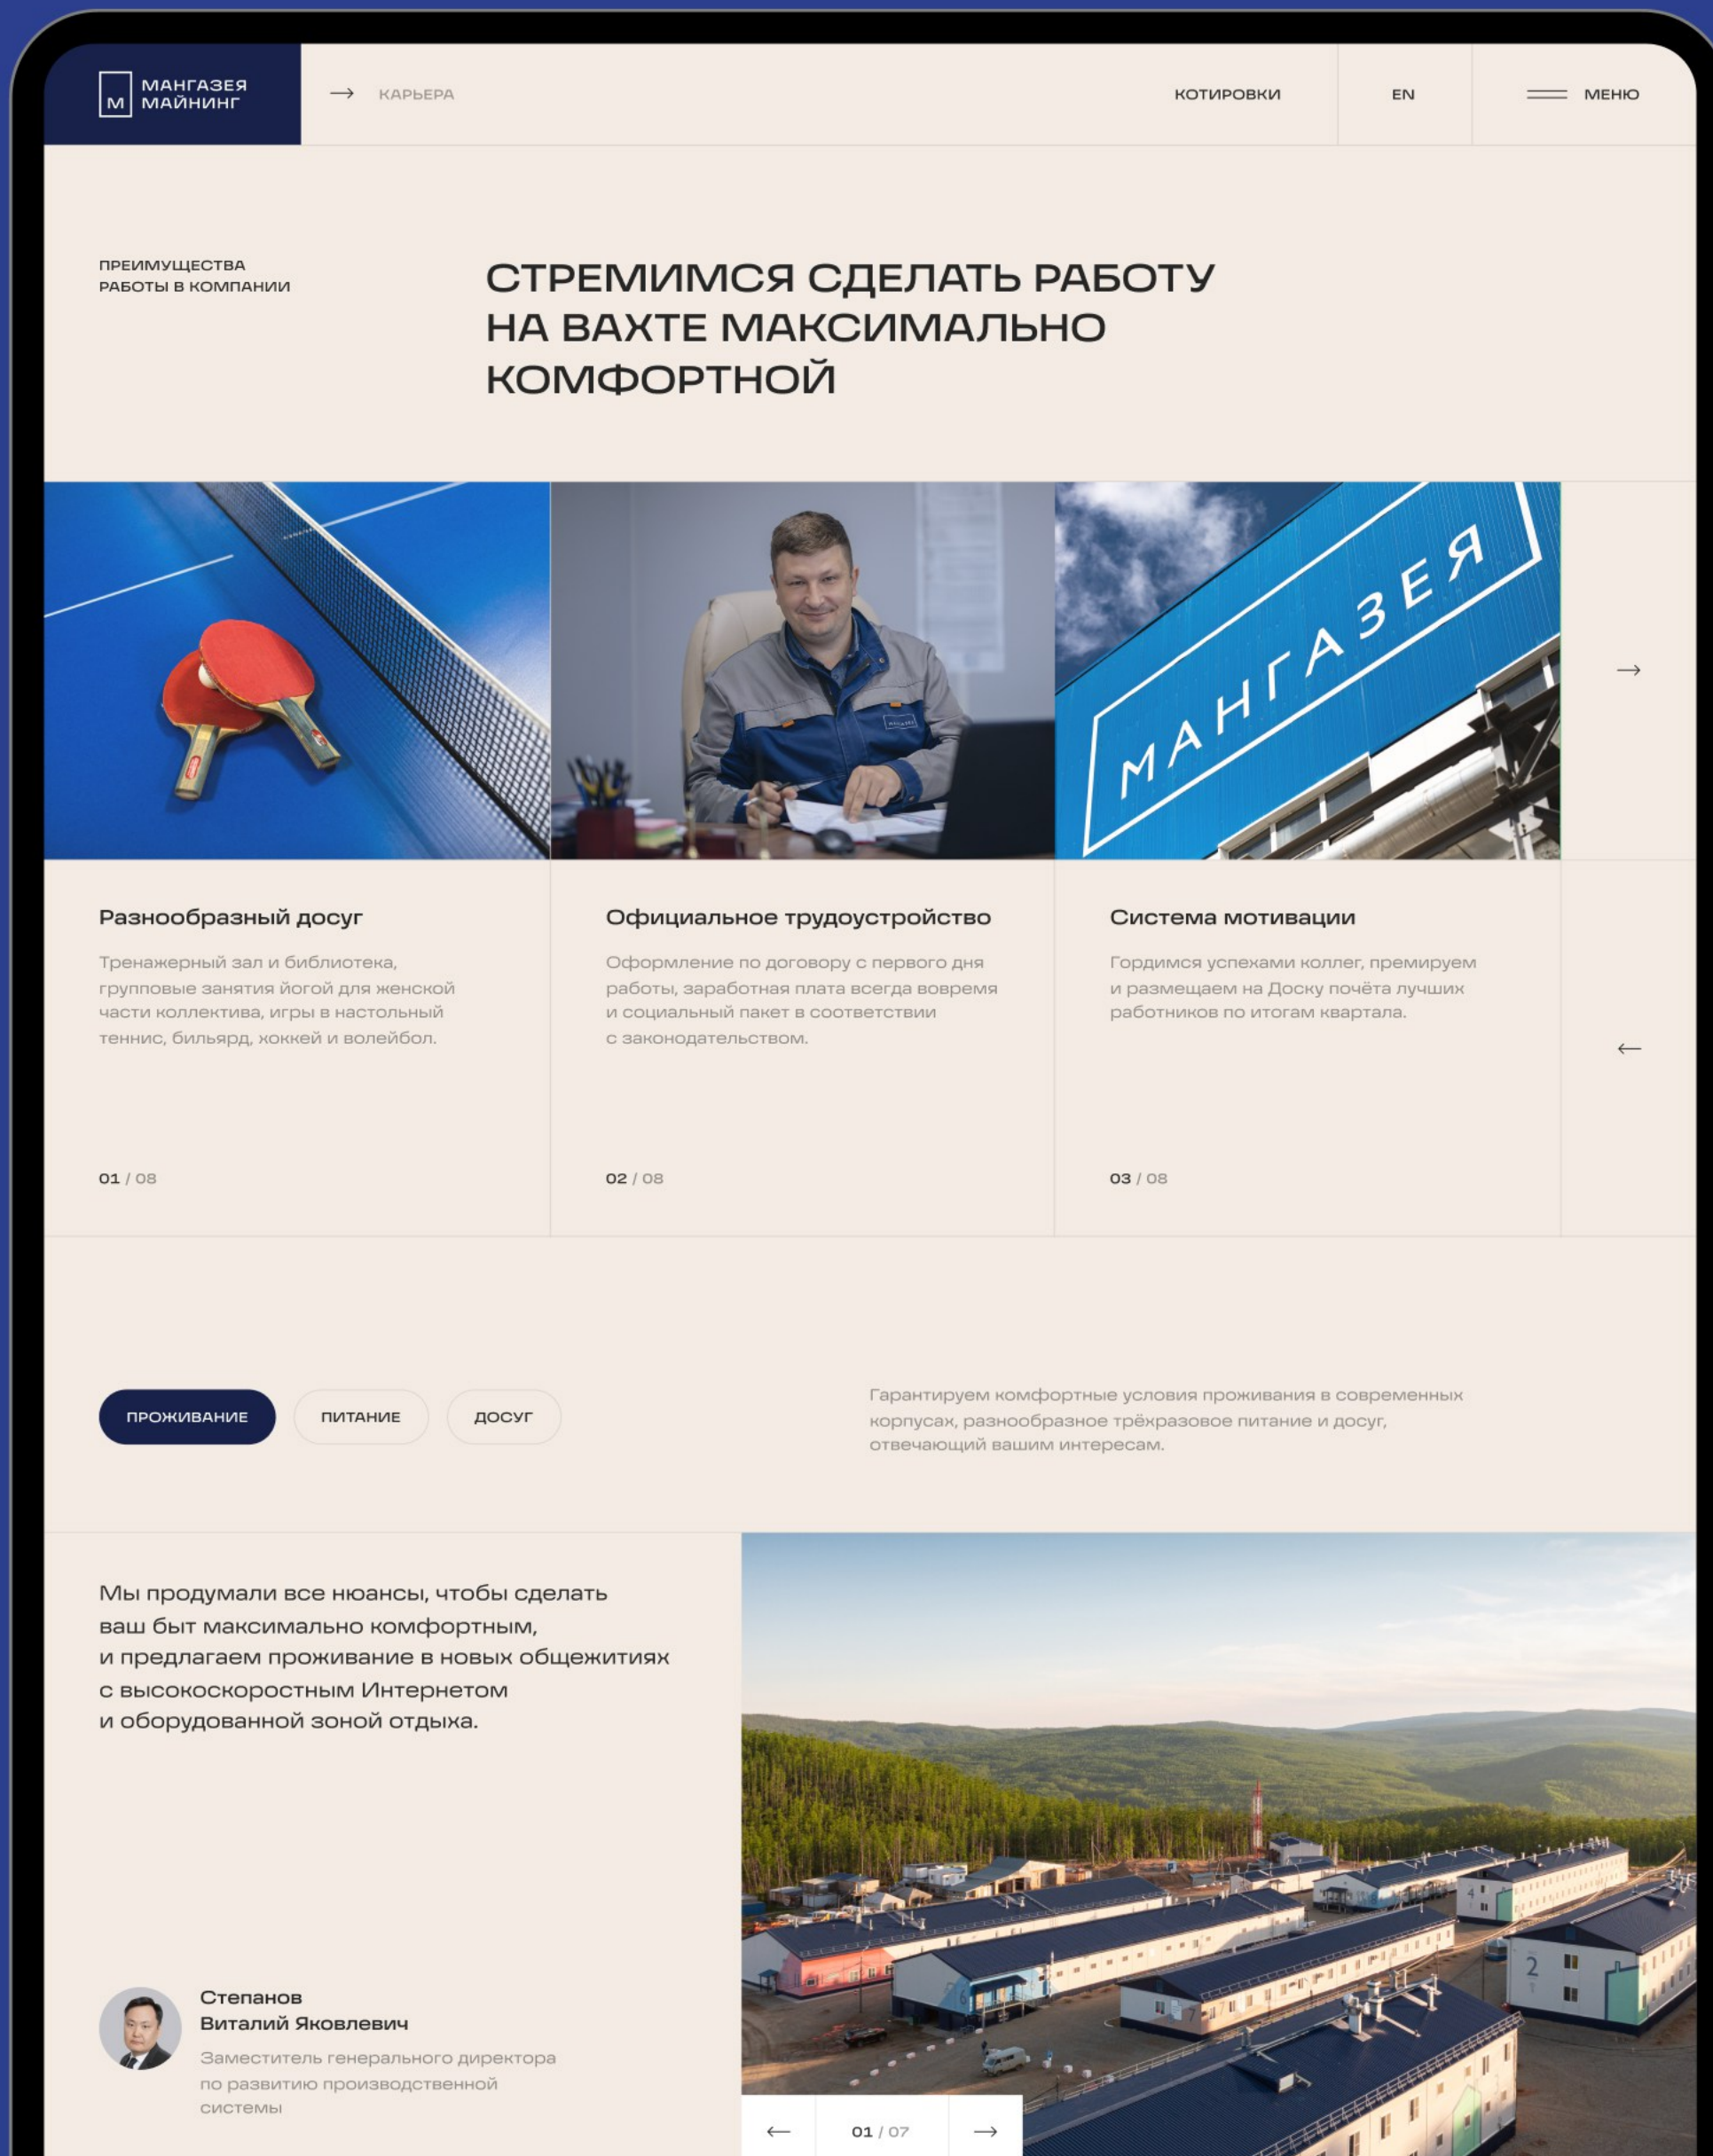 М
МАНГАЗЕЯ
МАЙНИНГ
КАРЬЕРА
КОТИРОВКИ
EN
МЕНЮ
ПРЕИМУЩЕСТВА
РАБОТЫ В КОМПАНИИ
СТРЕМИМСЯ СДЕЛАТЬ РАБОТУ
НА ВАХТЕ МАКСИМАЛЬНО
КОМФОРТНОЙ
МАНГАЗЕЯ
Разнообразный досуг
Тренажерный зал и библиотека,
групповые занятия йогой для женской
части коллектива, игры в настольный
теннис, бильярд, хоккей и волейбол.
01 / 08
Официальное трудоустройство
Оформление по договору с первого дня
работы, заработная плата всегда вовремя
и социальный пакет в соответствии
с законодательством.
02 / 08
Система мотивации
Гордимся успехами коллег, премируем
и размещаем на Доску почёта лучших
работников по итогам квартала.
03 / 08
ПРОЖИВАНИЕ
ПИТАНИЕ
ДОСУГ
Гарантируем комфортные условия проживания в современных
корпусах, разнообразное трёхразовое питание и досуг,
отвечающий вашим интересам.
Мы продумали все нюансы, чтобы сделать
ваш быт максимально комфортным,
и предлагаем проживание в новых общежитиях
с высокоскоростным Интернетом
и оборудованной зоной отдыха.
4
2
6
7
Степанов
Виталий Яковлевич
Заместитель генерального директора
по развитию производственной
системы
01 / 07